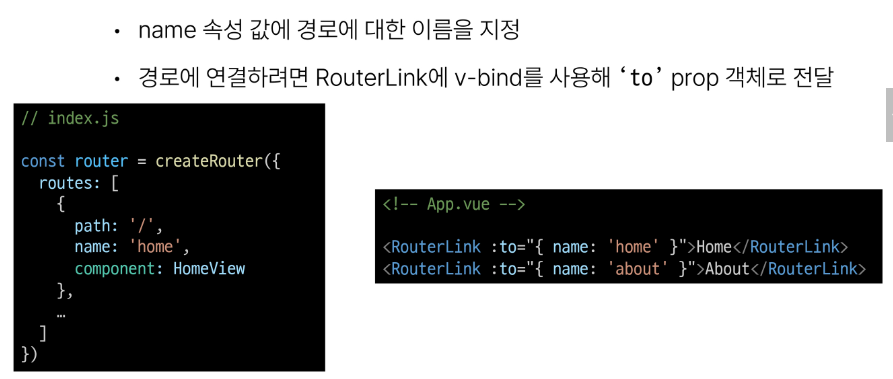 • name 속성 값에 경로에 대한 이름을 지정
• 경로에 연결하려면 RouterLink에 v-bind를 사용해 ‘to’ prop 객체로 전달
// index.js
const router = createRouter({
  routes: [
    {
      path: '/',
      name: 'home',
      component: HomeView
    },
    …
  ]
})
<!-- App.vue -->
<RouterLink :to="{ name: 'home' }">Home</RouterLink>
<RouterLink :to="{ name: 'about' }">About</RouterLink>